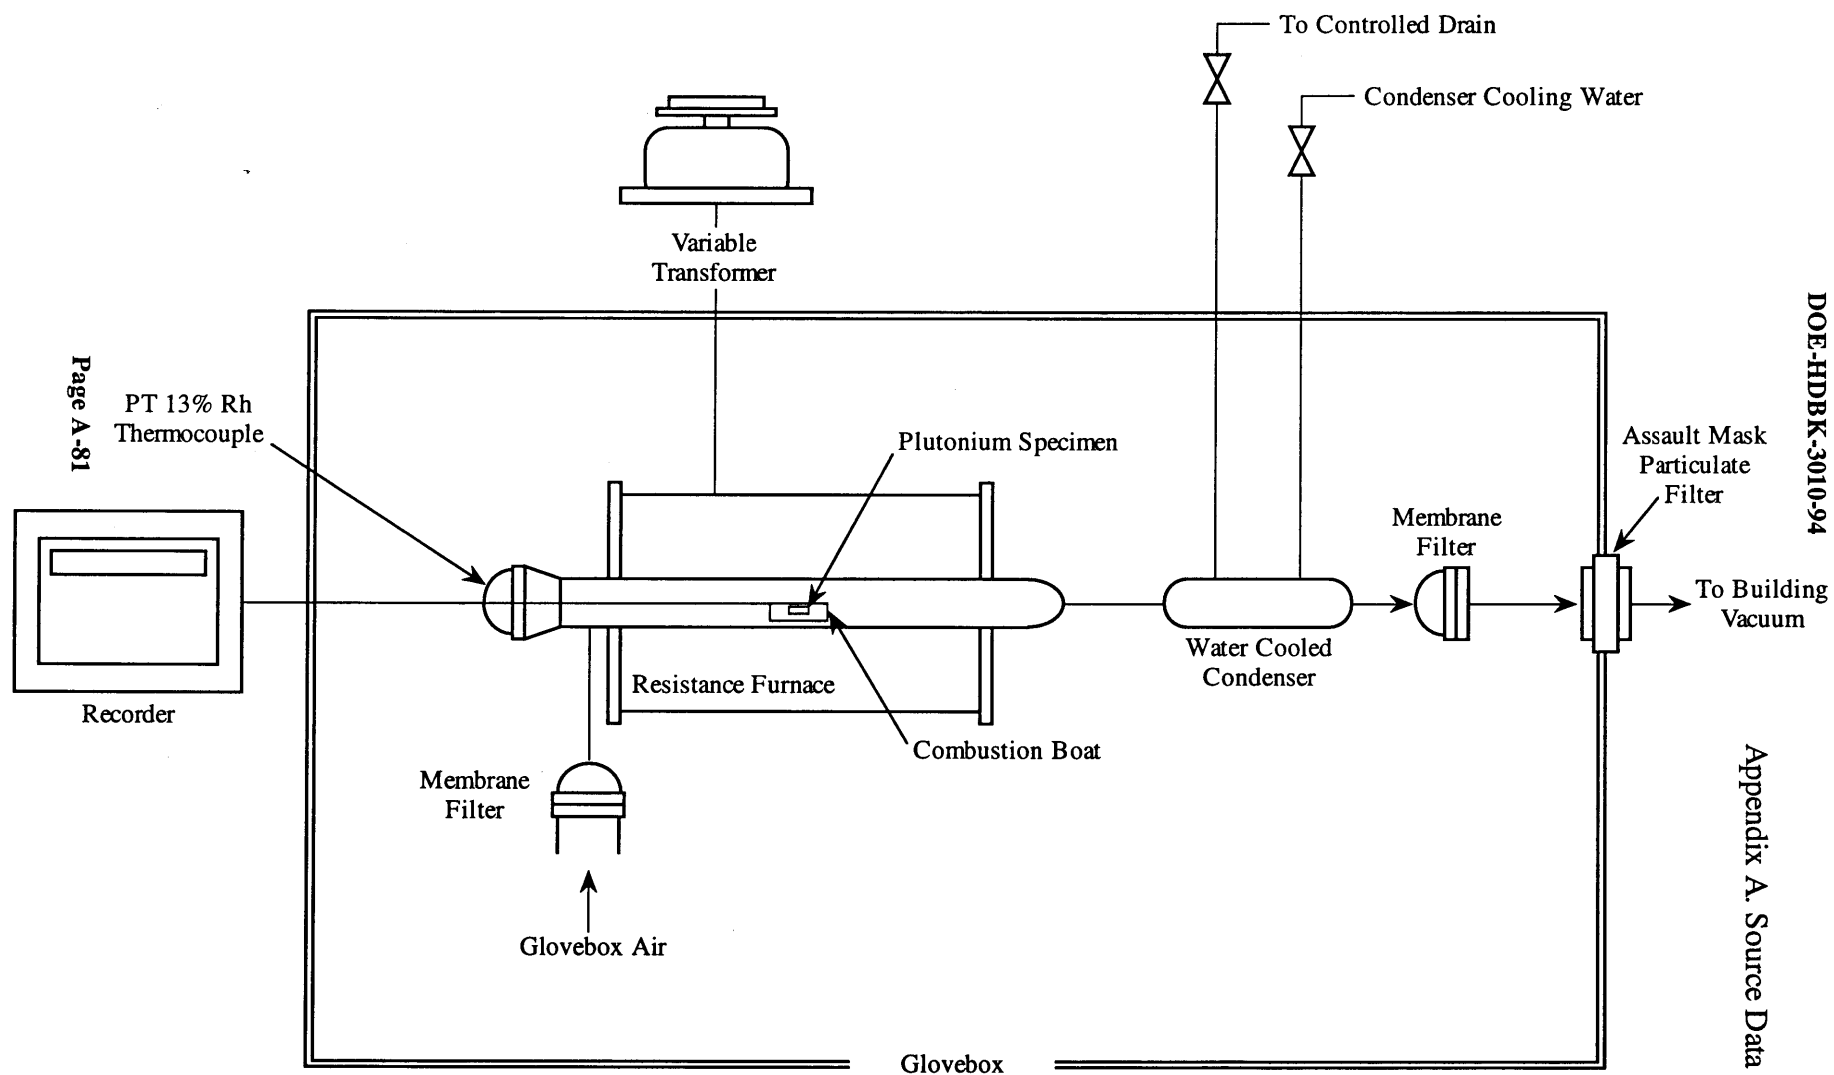 To Controlled Drain
Condenser Cooling Water
Variable
Transformer
DOE-HDBK-3010-94
Page A-81
PT 13% Rh
Thermocouple
Plutonium Specimen
Assault Mask
Particulate
Filter
Membrane
Filter
To Building
Vacuum
Water Cooled
Condenser
Resistance Furnace
Recorder
Combustion Boat
Membrane
Filter
Appendix A. Source Data
Glovebox Air
Glovebox